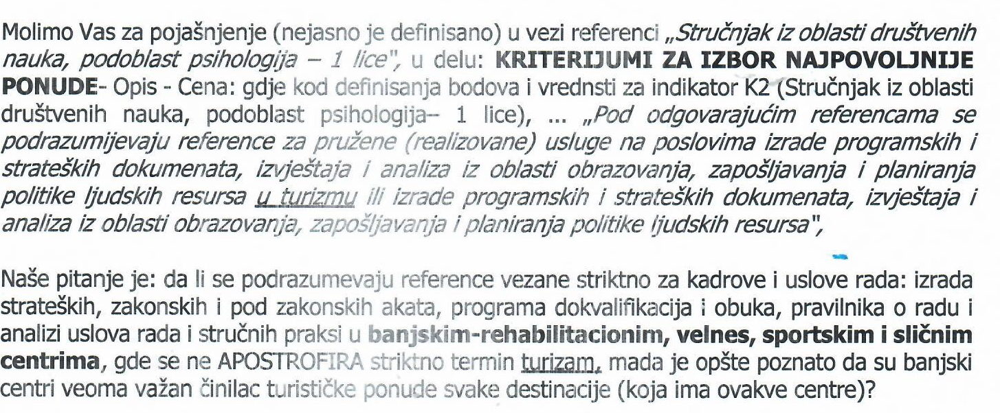 Molimo Vas za pojašnjenje (nejasno je definisano) u vezi referenci „Stručnjak iz oblasti društvenih
nauka, podoblast psihologija – 1 lice", u delu: KRITERIJUMI ZA IZBOR NAJPOVOLJNIJE
PONUDE- Opis - Cena: gdje kod definisanja bodova i vrednsti za indikator K2 (Stručnjak iz oblasti
društvenih nauka, podoblast psihologija– 1 lice), ... „Pod odgovarajućim referencama se
podrazumijevaju reference za pružene (realizovane) usluge na poslovima izrade programskih i
strateških dokumenata, izvještaja i analiza iz oblasti obrazovanja, zapošljavanja i planiranja
politike ljudskih resursa u turizmu ili izrade programskih i strateških dokumenata, izvještaja i
analiza iz oblasti obrazovanja, zapošljavanja i planiranja politike ljudskih resursa",
Naše pitanje je: da li se podrazumevaju reference vezane striktno za kadrove i uslove rada: izrada
strateških, zakonskih i pod zakonskih akata, programa dokvalifikacija i obuka, pravilnika o radu i
analizi uslova rada i stručnih praksi u banjskim-rehabilitacionim, velnes, sportskim i sličnim
centrima, gde se ne APOSTROFIRA striktno termin turizam, mada je opšte poznato da su banjski
centri veoma važan činilac turističke ponude svake destinacije (koja ima ovakve centre)?